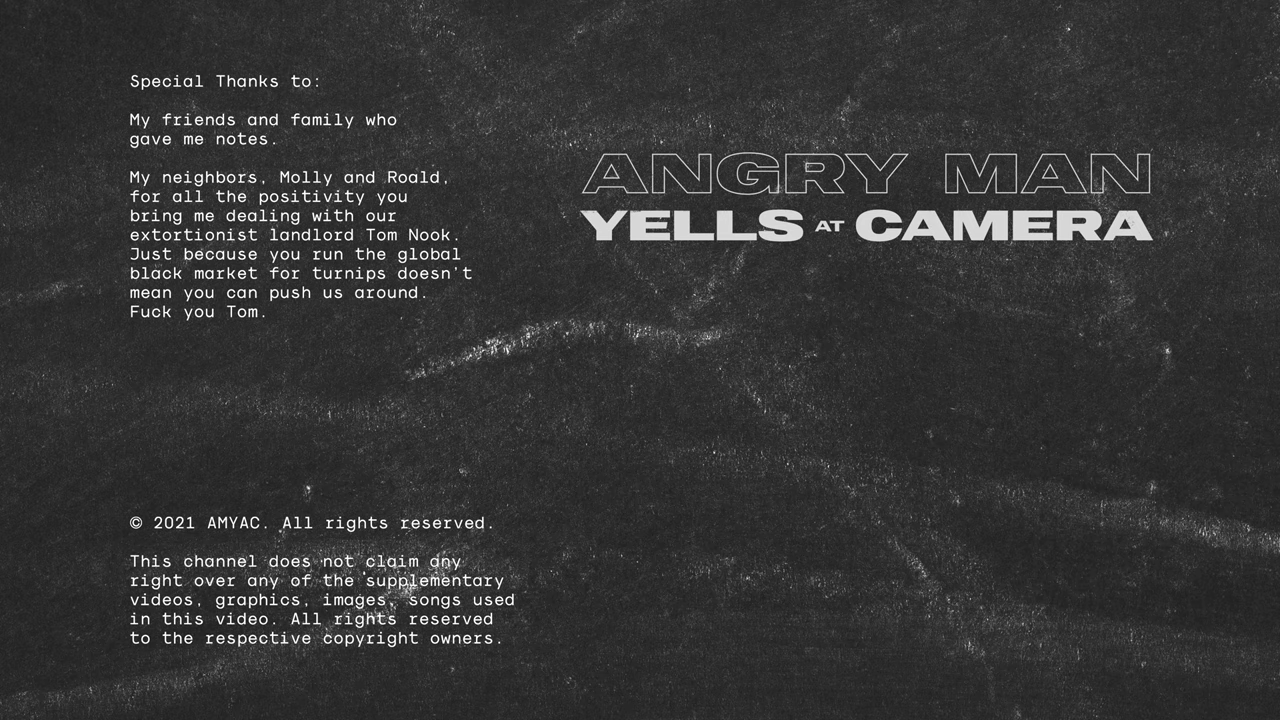 Special Thanks to:
My friends and family who
gave me notes.
My neighbors, Molly and Roald,
for all the positivity you
bring me dealing with our
extortionist landlord Tom Nook.
Just because you run the global
black market for turnips doesn't
mean you can push us around.
Fuck you Tom.
ANGRY MAN
YELLS AT CAMERA
© 2021 AMYAC. All rights reserved.
This channel does not claim any
right over any of the supplementary
videos, graphics, images, songs used
in this video. All rights reserved
to the respective copyright owners.